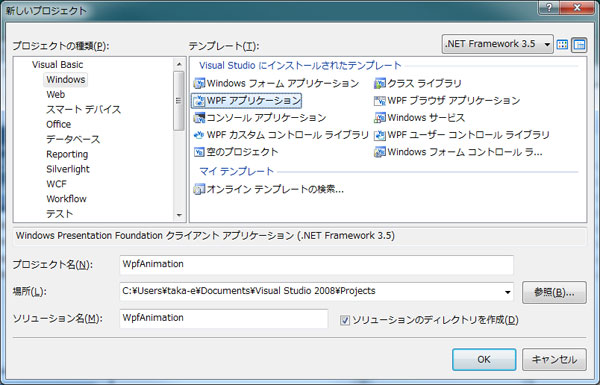 新しいプロジェクト
プロジェクトの種類(P):
テンプレート(T):
.NET Framework 3.5
Visual Basic
Windows
Web
スマート デバイス
Office
データベース
Reporting
Silverlight
WCF
Workflow
テスト
Visual Studio にインストールされたテンプレート
Windows フォーム アプリケーション
クラス ライブラリ
WPF アプリケーション
WPF ブラウザ アプリケーション
コンソール アプリケーション
Windows サービス
WPF カスタム コントロール ライブラリ
WPF ユーザー コントロール ライブラリ
空のプロジェクト
Windows フォーム コントロール ラ...
マイ テンプレート
オンライン テンプレートの検索...
Windows Presentation Foundation クライアント アプリケーション (.NET Framework 3.5)
プロジェクト名(N):
WpfAnimation
場所(L):
C:¥Users¥taka-e¥Documents¥Visual Studio 2008¥Projects
参照(B)...
ソリューション名(M):
WpfAnimation
ソリューションのディレクトリを作成(D)
OK
キャンセル